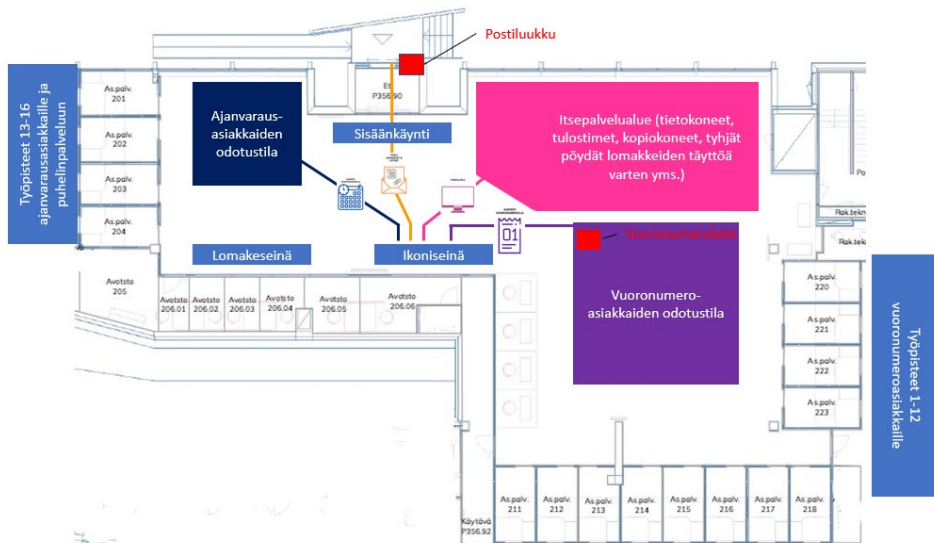 Postiluukku
Työpisteet 13-16
ajanvarausasiakkaille ja
puhelinpalveluun
As.palv.
201
As.palv.
202
As.palv.
203
As.palv.
204
Ajanvaraus-
asiakkaiden
odotustila
P356.90
Sisäänkäynti
Itsepalvelualue (tietokoneet,
tulostimet, kopiokoneet, tyhjät
pöydät lomakkeiden täyttöä
varten yms.)
01
Lomakeseinä
Ikoniseinä
Vuoronumero-
asiakkaiden odotustila
Rak.tekn
Rak.tekn
Avotsto
205
Avotsto
206.01
Avotsto
206.02
Avotsto
206.03
Avotsto
206.04
Avotsto
206.05
Avotsto
206.06
As.palv.
220
As.palv.
221
As.palv.
222
As.palv.
223
Työpisteet 1-12
vuoronumeroasiakkaille
Käytävä
P356.92
As.palv.
211
As.palv.
212
As.palv.
213
As.palv.
214
As.palv.
215
As.palv.
216
As.palv.
217
As.palv.
218